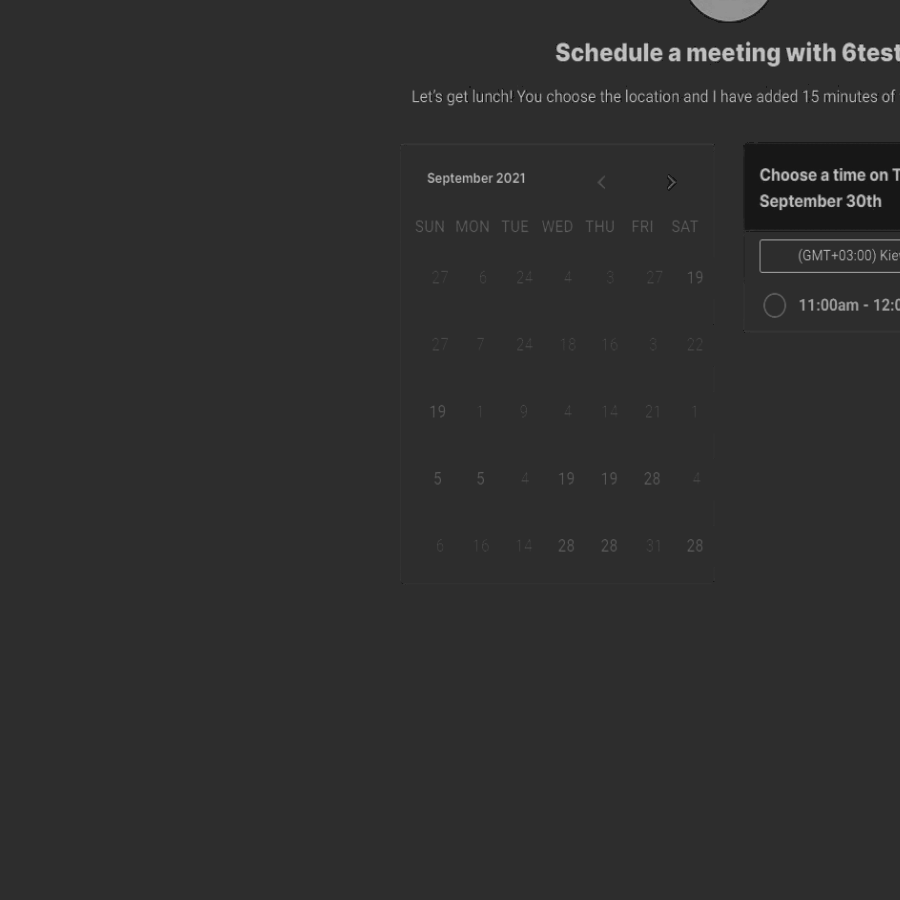 Schedule a meeting with 6test
Let's get lunch! You choose the location and I have added 15 minutes of
September 2021
SUN MON TUE WED THU FRI SAT
27 6 24 4 3 27 19
27 7 24 18 16 3 22
19 1 9 4 14 21 1
5 5 4 19 19 28 4
6 16 14 28 28 31 28
Choose a time on T
September 30th
(GMT+03:00) Kie
11:00am - 12:0